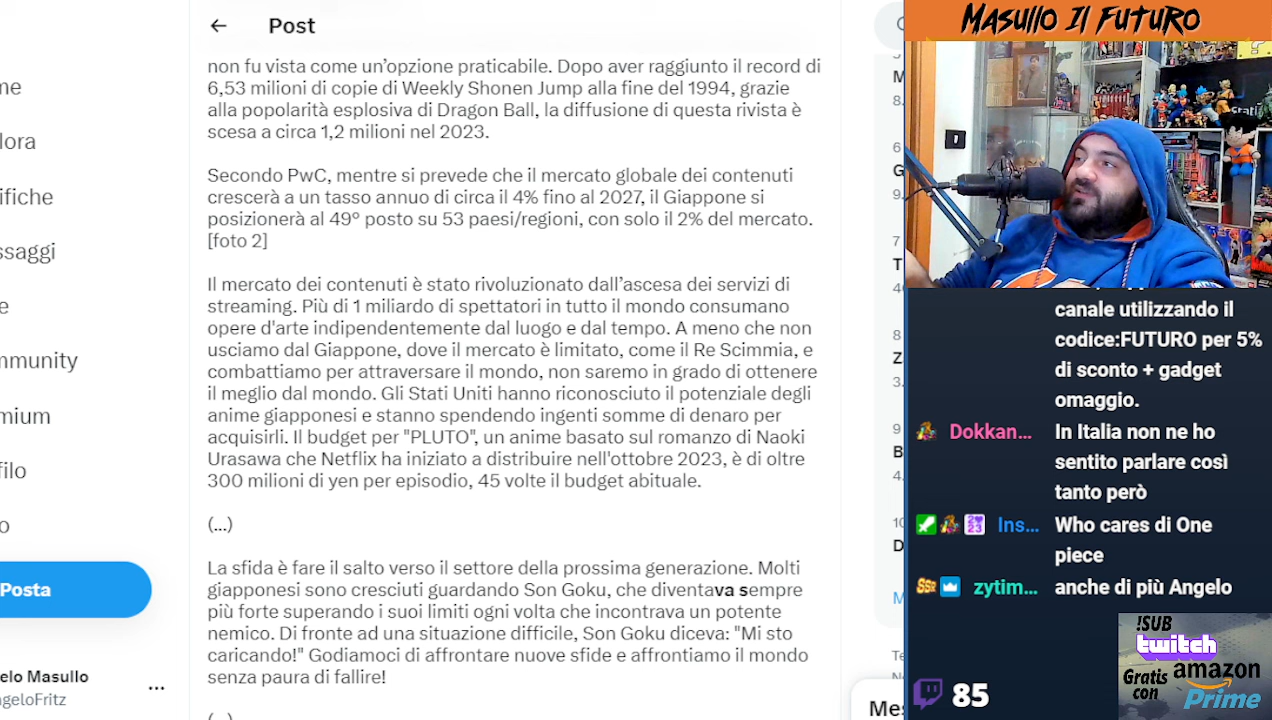 Post
non fu vista come un'opzione praticabile. Dopo aver raggiunto il record di
6,53 milioni di copie di Weekly Shonen Jump alla fine del 1994, grazie
alla popolarità esplosiva di Dragon Ball, la diffusione di questa rivista è
scesa a circa 1,2 milioni nel 2023.
Secondo PwC, mentre si prevede che il mercato globale dei contenuti
crescerà a un tasso annuo di circa il 4% fino al 2027, il Giappone si
posizionerà al 49° posto su 53 paesi/regioni, con solo il 2% del mercato.
[foto 2]
Il mercato dei contenuti è stato rivoluzionato dall'ascesa dei servizi di
streaming. Più di 1 miliardo di spettatori in tutto il mondo consumano
opere d'arte indipendentemente dal luogo e dal tempo. A meno che non
usciamo dal Giappone, dove il mercato è limitato, come il Re Scimmia, e
combattiamo per attraversare il mondo, non saremo in grado di ottenere
il meglio dal mondo. Gli Stati Uniti hanno riconosciuto il potenziale degli
anime giapponesi e stanno spendendo ingenti somme di denaro per
acquisirli. Il budget per "PLUTO", un anime basato sul romanzo di Naoki
Urasawa che Netflix ha iniziato a distribuire nell'ottobre 2023, è di oltre
300 milioni di yen per episodio, 45 volte il budget abituale.
(...)
La sfida è fare il salto verso il settore della prossima generazione. Molti
giapponesi sono cresciuti guardando Son Goku, che diventava sempre
più forte superando i suoi limiti ogni volta che incontrava un potente
nemico. Di fronte ad una situazione difficile, Son Goku diceva: "Mi sto
caricando!" Godiamoci di affrontare nuove sfide e affrontiamo il mondo
senza paura di fallire!
me
lora
ifiche
ssaggi
e
mmunity
mium
filo
o
Posta
elo Masullo
ngeloFritz
...
Mes
MASULLO IL FUTURO
canale utilizzando il
codice:FUTURO per 5%
di sconto + gadget
omaggio.
Dokkan... In Italia non ne ho
sentito parlare così
tanto però
Ins... Who cares di One
piece
zytim... anche di più Angelo
85
!SUB
twitch
Gratis
con
amazon
Prime